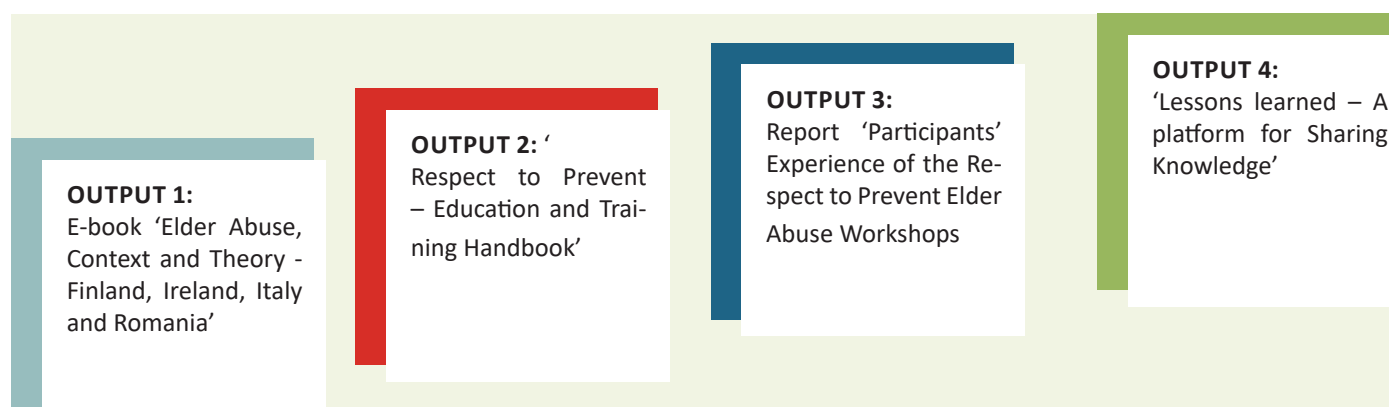 OUTPUT 1:
E-book ‘Elder Abuse,
Context and Theory -
Finland, Ireland, Italy
and Romania’
OUTPUT 2: ‘
Respect to Prevent
– Education and Trai-
ning Handbook’
OUTPUT 3:
Report ‘Participants’
Experience of the Re-
spect to Prevent Elder
Abuse Workshops
OUTPUT 4:
‘Lessons learned – A
platform for Sharing
Knowledge’